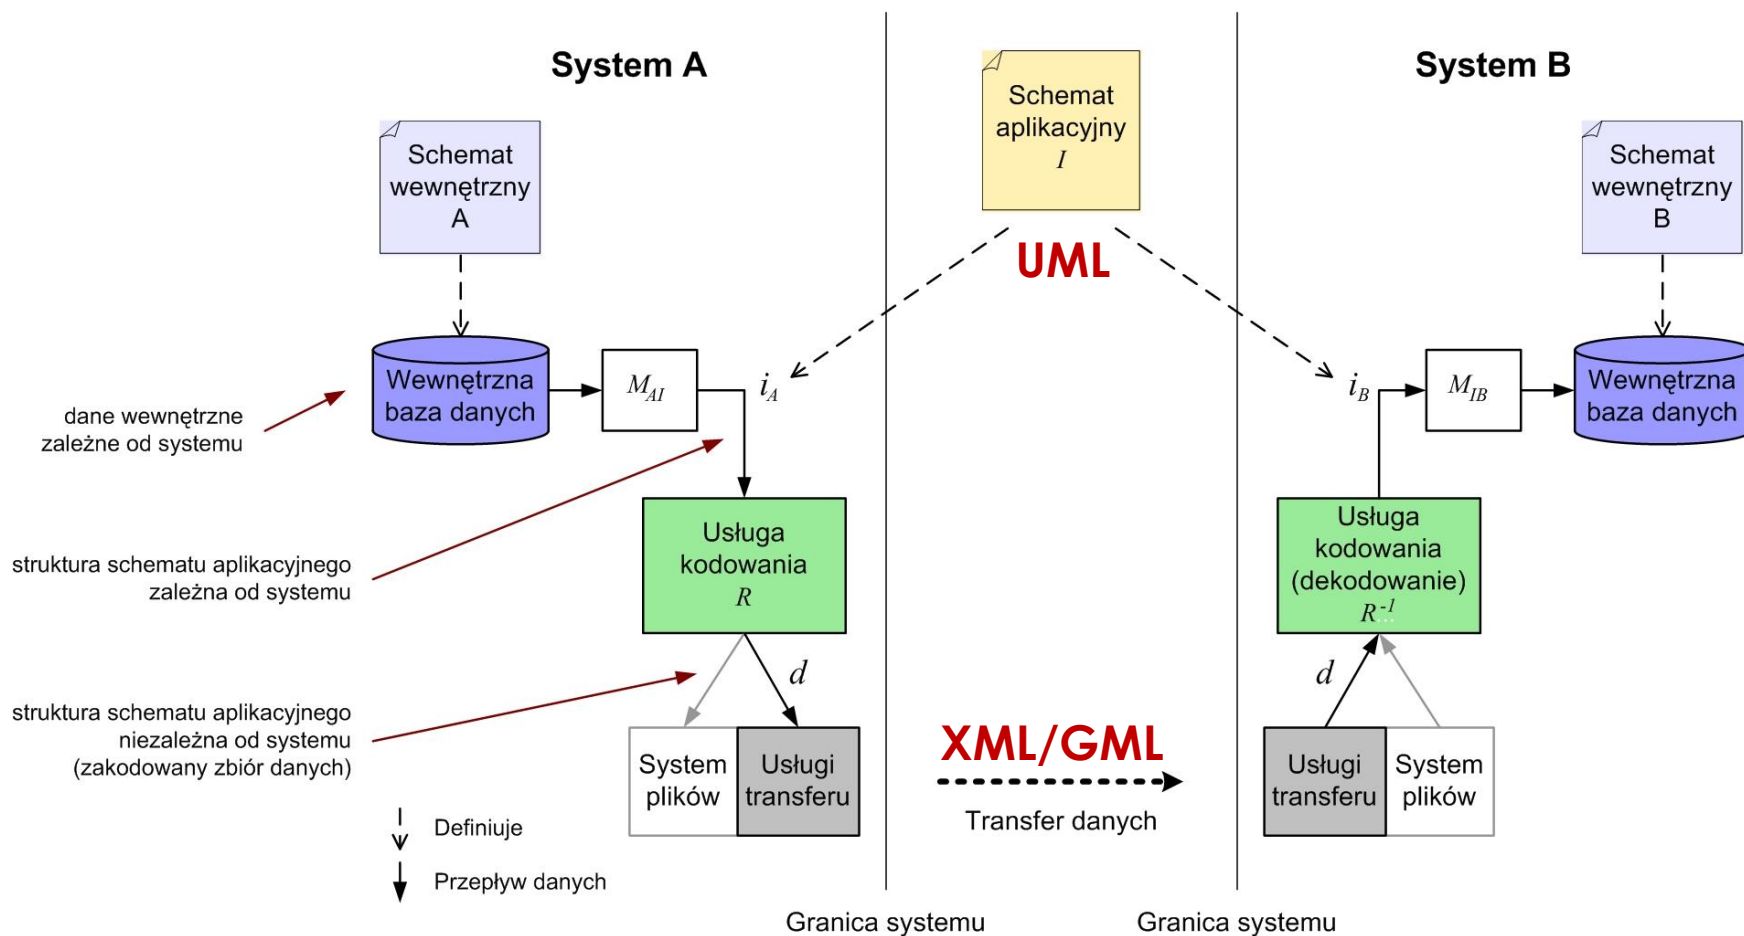 System A
System B
Schemat
aplikacyjny
I
Schemat
wewnętrzny
A
Schemat
wewnętrzny
B
UML
Wewnętrzna
baza danych
M_AI
i_A
i_B
M_IB
Wewnętrzna
baza danych
dane wewnętrzne
zależne od systemu
Usługa
kodowania
R
Usługa
kodowania
(dekodowanie)
R^-1
struktura schematu aplikacyjnego
zależna od systemu
d
d
struktura schematu aplikacyjnego
niezależna od systemu
(zakodowany zbiór danych)
System
plików
Usługi
transferu
XML/GML
Transfer danych
Usługi
transferu
System
plików
Definiuje
Przepływ danych
Granica systemu
Granica systemu